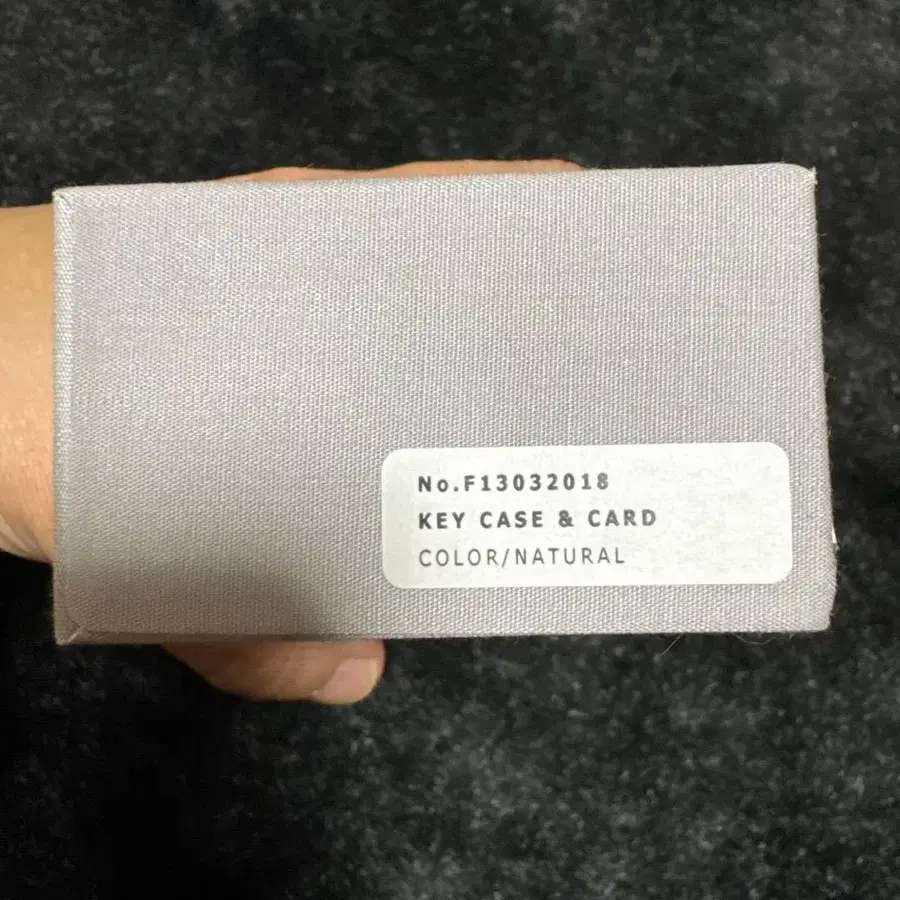 No.F13032018
KEY CASE & CARD
COLOR/NATURAL